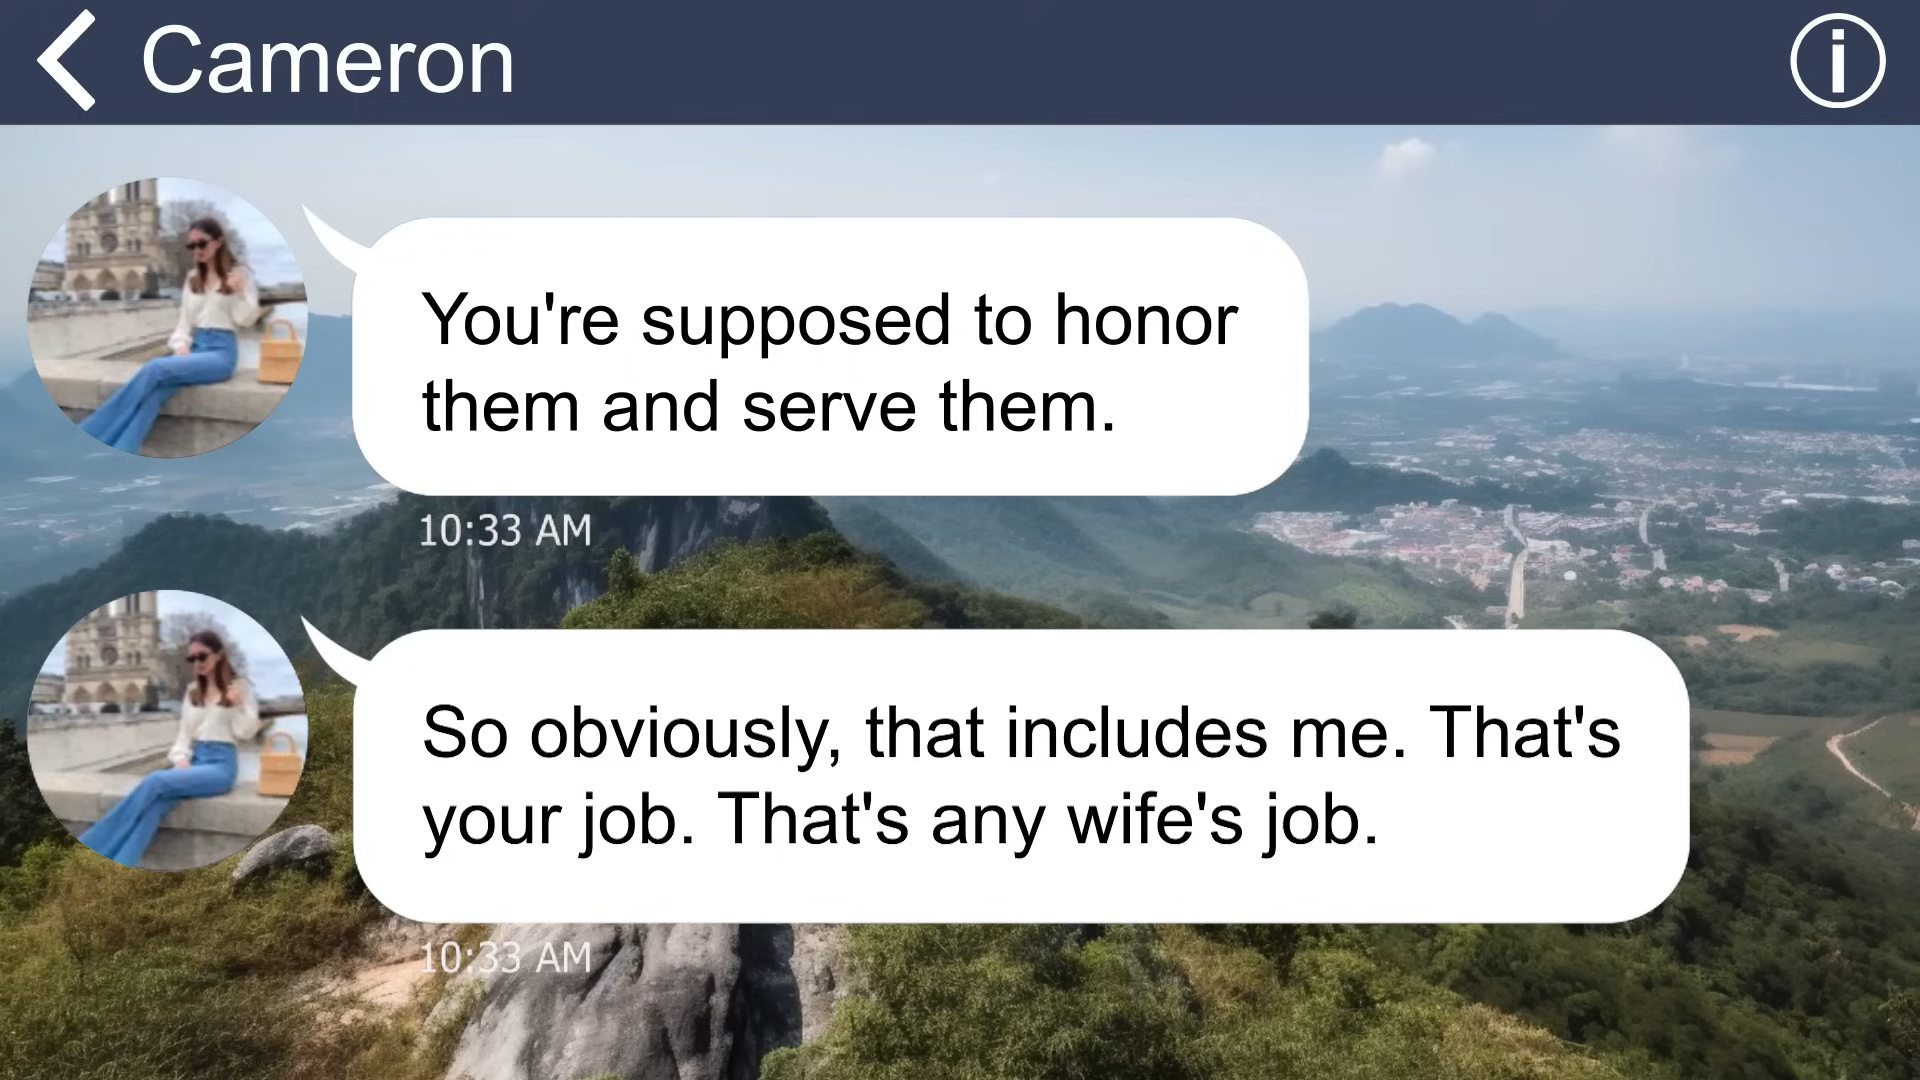 Cameron
You're supposed to honor
them and serve them.
10:33 AM
So obviously, that includes me. That's
your job. That's any wife's job.
10:33 AM